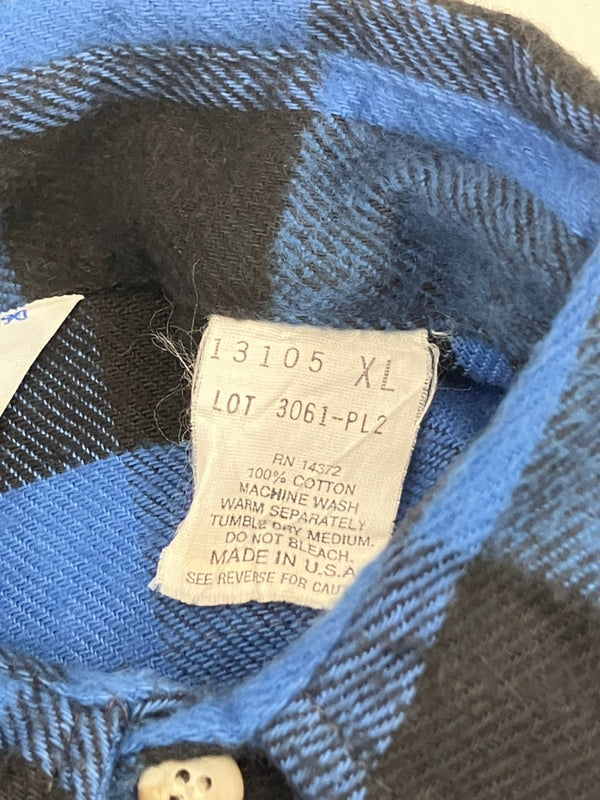 13105 XL
LOT 3061-PL2
RN 14372
100% COTTON
MACHINE WASH
WARM SEPARATELY
TUMBLE DRY MEDIUM.
DO NOT BLEACH.
MADE IN U.S.A
SEE REVERSE FOR CAU